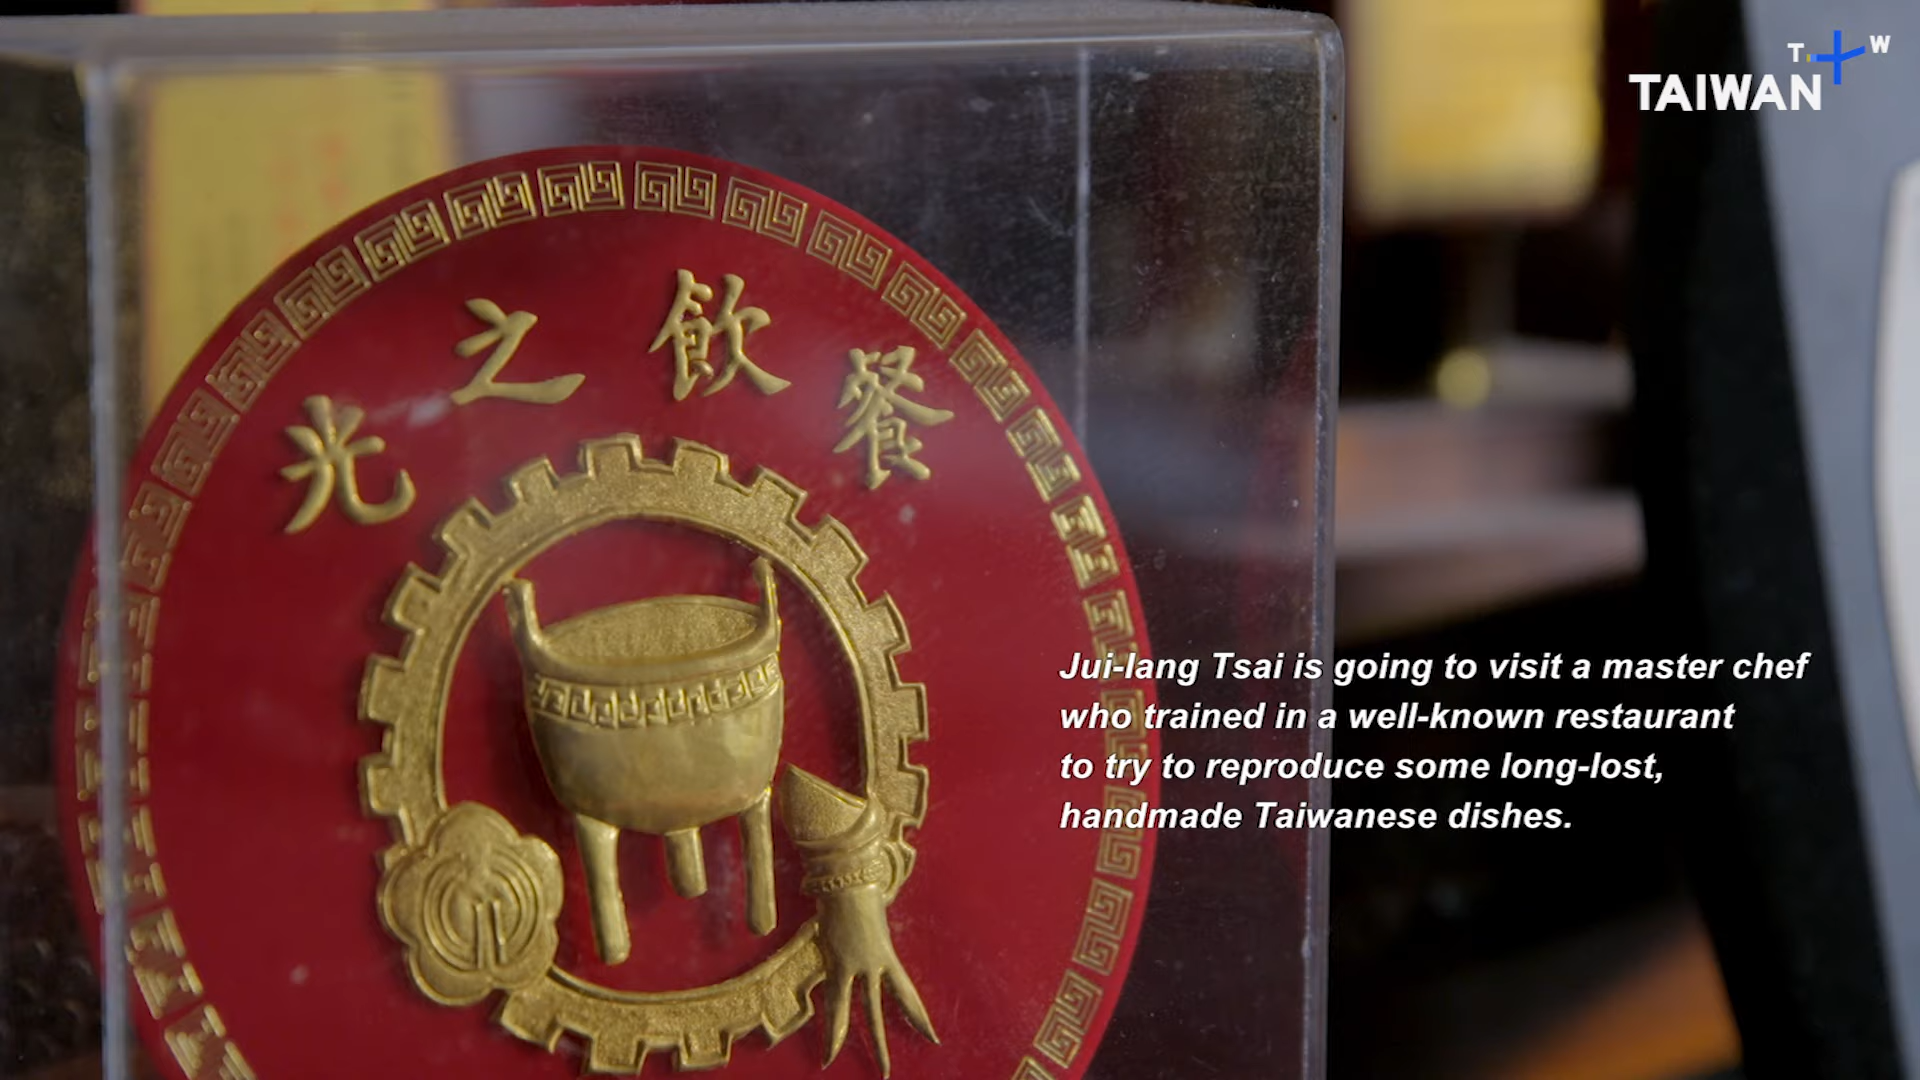 T W
TAIWAN
光之飲餐
Jui-lang Tsai is going to visit a master chef
who trained in a well-known restaurant
to try to reproduce some long-lost,
handmade Taiwanese dishes.